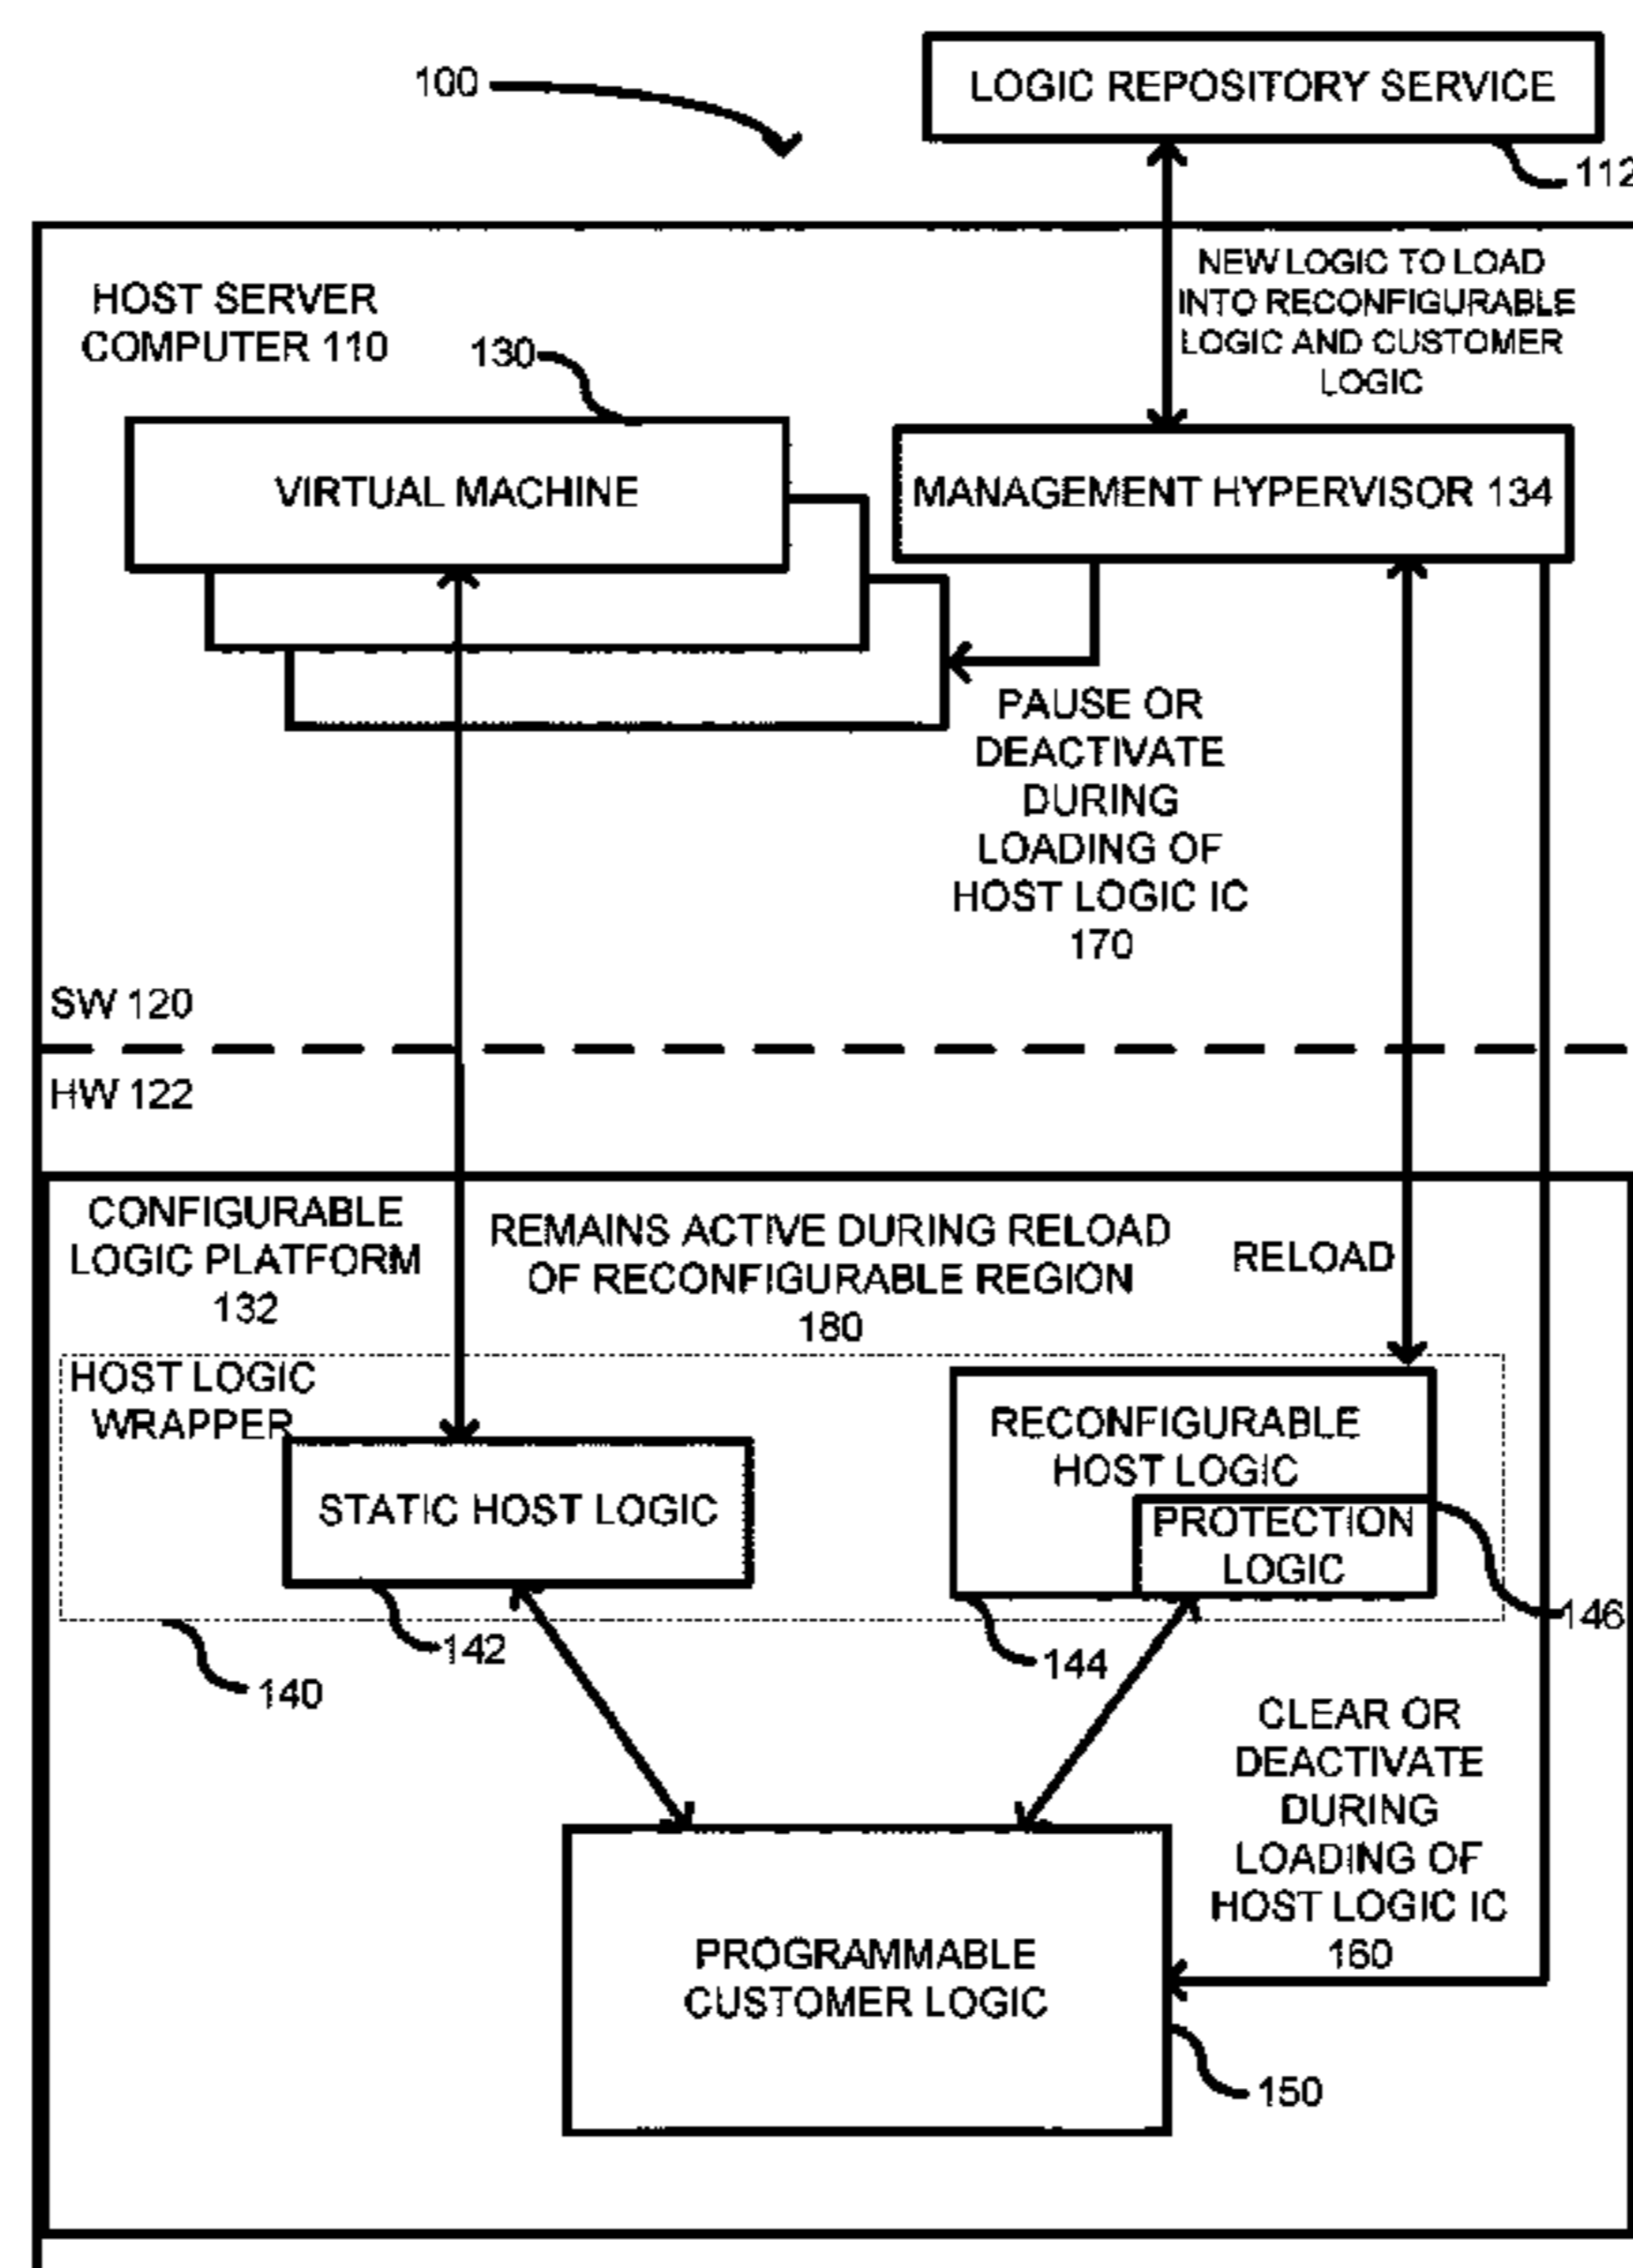 100
LOGIC REPOSITORY SERVICE
112
HOST SERVER
COMPUTER 110
130
NEW LOGIC TO LOAD
INTO RECONFIGURABLE
LOGIC AND CUSTOMER
LOGIC
VIRTUAL MACHINE
MANAGEMENT HYPERVISOR 134
PAUSE OR
DEACTIVATE
DURING
LOADING OF
HOST LOGIC IC
170
SW 120
HW 122
CONFIGURABLE
LOGIC PLATFORM
132
REMAINS ACTIVE DURING RELOAD
OF RECONFIGURABLE REGION
180
RELOAD
HOST LOGIC
WRAPPER
STATIC HOST LOGIC
RECONFIGURABLE
HOST LOGIC
PROTECTION
LOGIC
146
142
144
140
CLEAR OR
DEACTIVATE
DURING
LOADING OF
HOST LOGIC IC
160
PROGRAMMABLE
CUSTOMER LOGIC
150